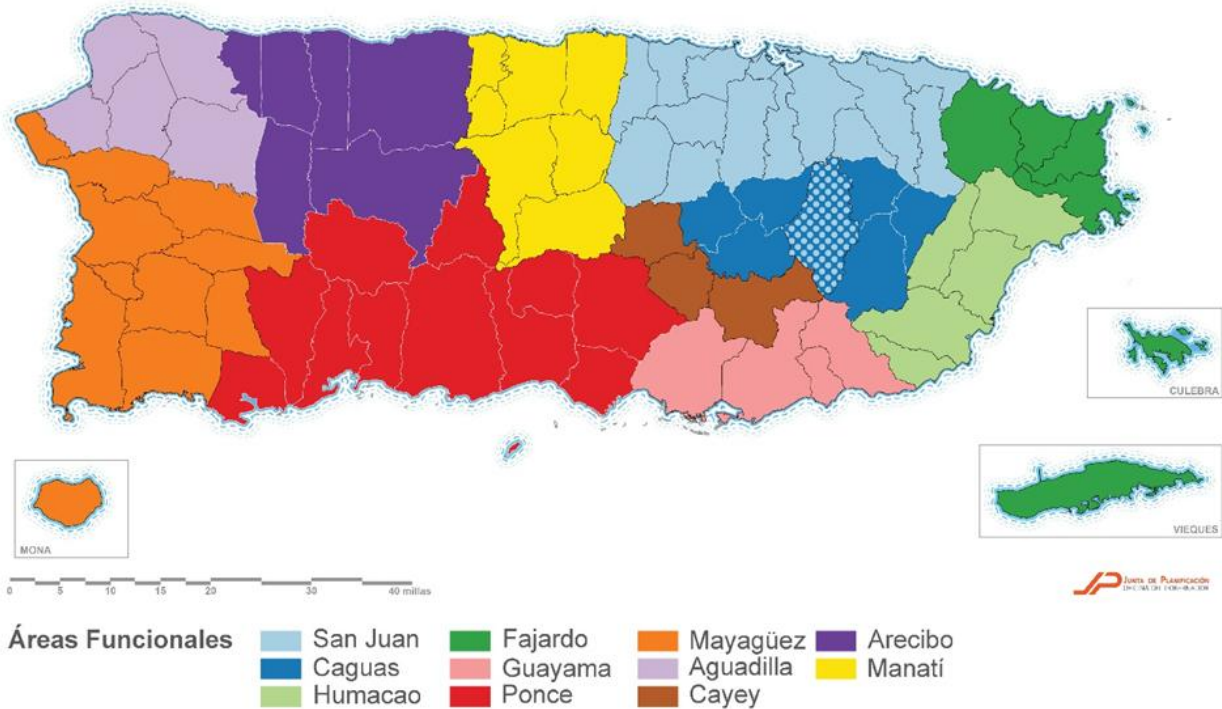 CULEBRA
MONA
VIEQUES
0 5 10 15 20 30 40 millas
JP JUNTA DE PLANIFICACIÓN
Áreas Funcionales
San Juan Fajardo Mayagüez Arecibo
Caguas Guayama Aguadilla Manatí
Humacao Ponce Cayey